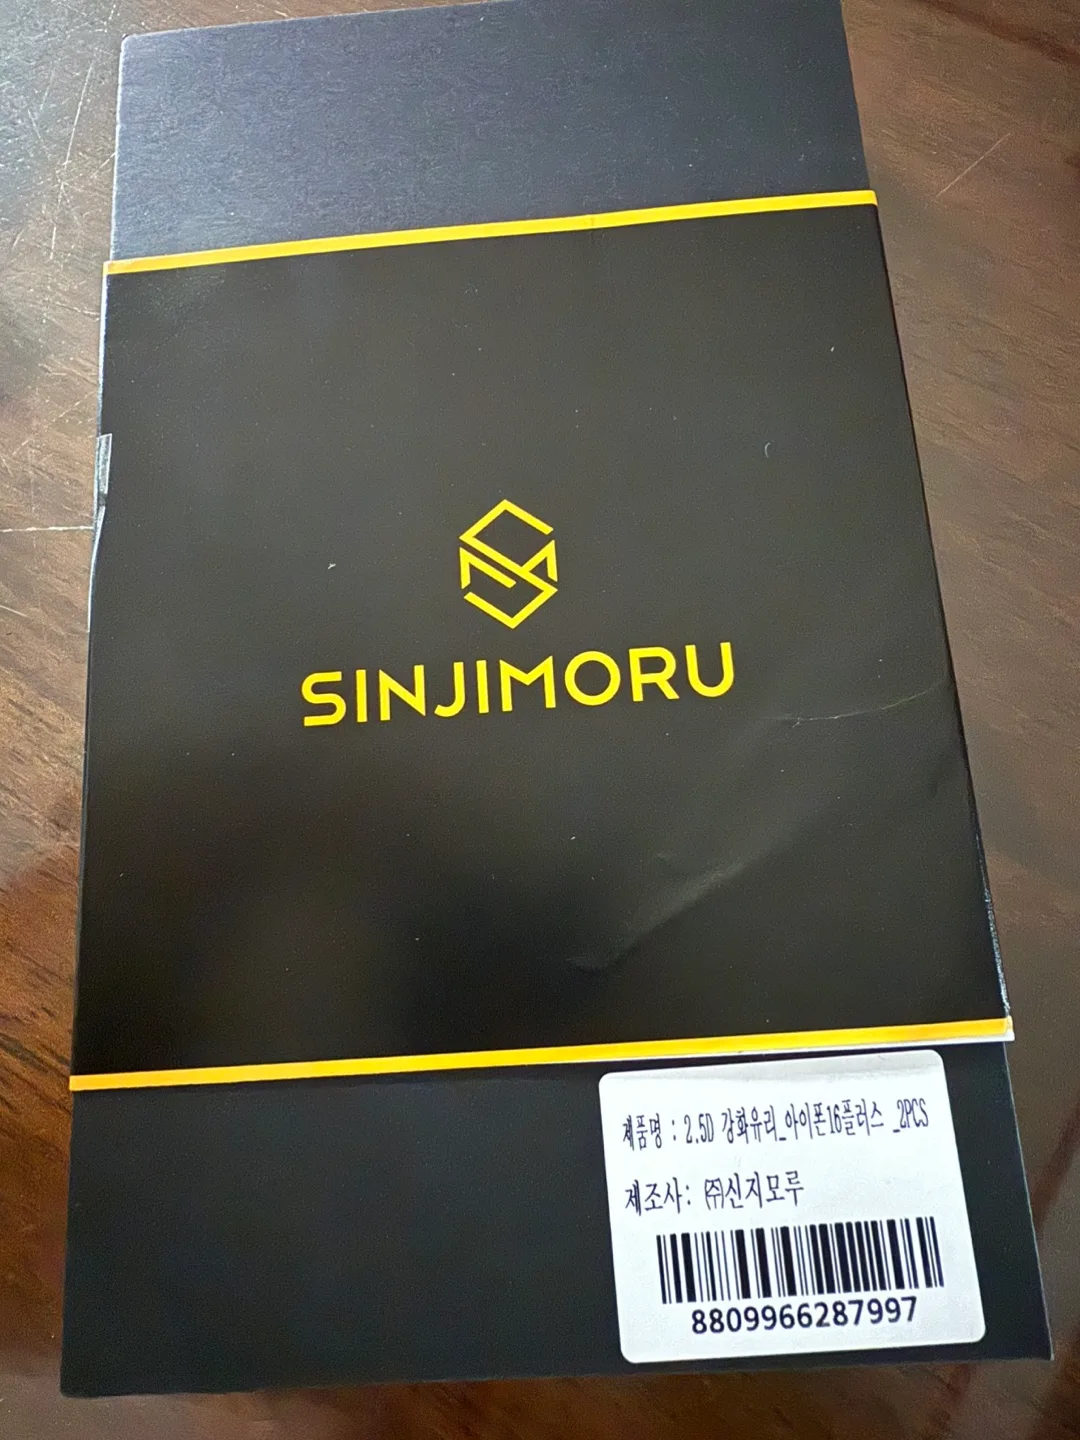 SINJIMORU
제품명 : 2.5D 강화유리_아이폰16플러스 _2PCS
제조사: ㈜신지모루
8809966287997